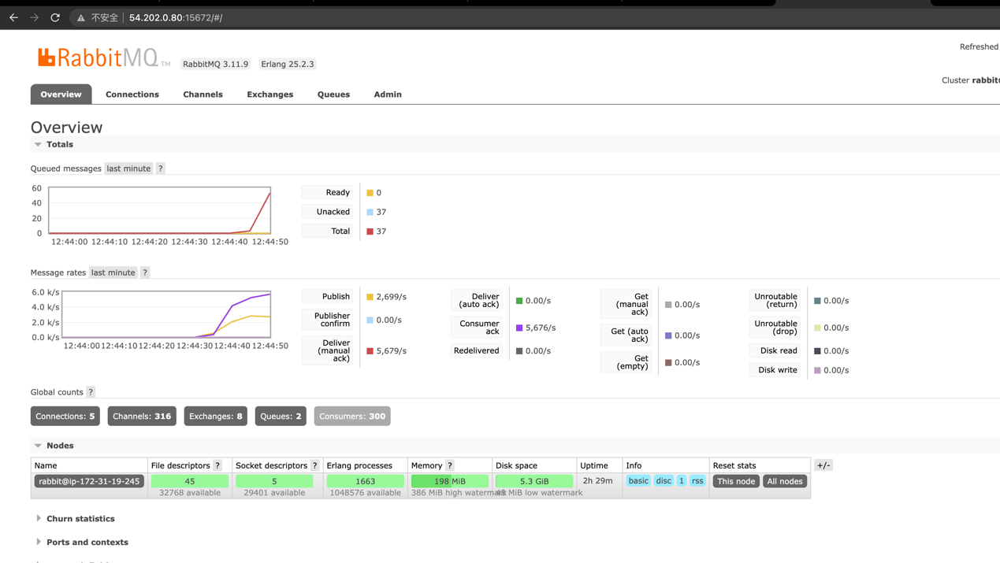 不安全 54.202.0.80:15672/#/
RabbitMQ TM RabbitMQ 3.11.9 Erlang 25.2.3
Refreshed
Cluster
Overview Connections Channels Exchanges Queues Admin
Overview
Totals
Queued messages last minute ?
60
40
20
0
12:44:00 12:44:10 12:44:20 12:44:30 12:44:40 12:44:50
Ready 0
Unacked 37
Total 37
Message rates last minute ?
6.0 k/s
4.0 k/s
2.0 k/s
0.0 k/s
12:44:00 12:44:10 12:44:20 12:44:30 12:44:40 12:44:50
Publish 2,699/s
Publisher
confirm 0.00/s
Deliver
(manual
ack) 5,679/s
Deliver
(auto ack) 0.00/s
Consumer
ack 5,676/s
Redelivered 0.00/s
Get
(manual
ack) 0.00/s
Get (auto
ack) 0.00/s
Get
(empty) 0.00/s
Unroutable
(return) 0.00/s
Unroutable
(drop) 0.00/s
Disk read 0.00/s
Disk write 0.00/s
Global counts ?
Connections: 5 Channels: 316 Exchanges: 8 Queues: 2 Consumers: 300
Nodes
Name File descriptors ? Socket descriptors ? Erlang processes Memory ? Disk space Uptime Info Reset stats +/-
rabbit@ip-172-31-19-245 45 5 1663 198 MiB 5.3 GiB 2h 29m basic disc 1 rss This node All nodes
32768 available 29401 available 1048576 available 386 MiB high watermark MiB low watermark
Churn statistics
Ports and contexts